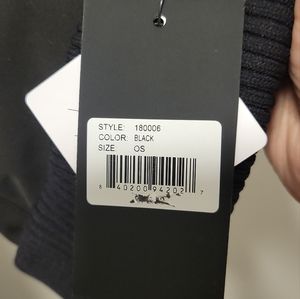 STYLE: 180006
COLOR: BLACK
SIZE: OS
8 40200 94202 7